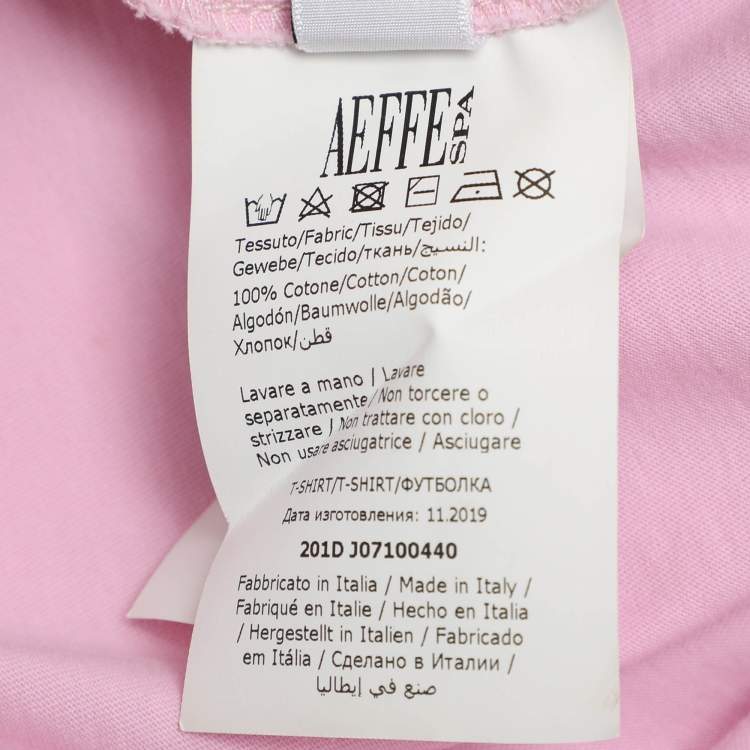 AEFFE SPA
Tessuto/Fabric/Tissu/Tejido/
Gewebe/Tecido/ткань/النسيج:
100% Cotone/Cotton/Coton/
Algodón/Baumwolle/Algodão/
Хлопок/قطن
Lavare a mano | Lavare
separatamente/Non torcere o
strizzare | Non trattare con cloro /
Non usare asciugatrice / Asciugare
T-SHIRT/T-SHIRT/ФУТБОЛКА
Дата изготовления: 11.2019
201D J07100440
Fabbricato in Italia / Made in Italy /
Fabriqué en Italie / Hecho en Italia
/ Hergestellt in Italien / Fabricado
em Itália / Сделано в Италии /
صنع في إيطاليا